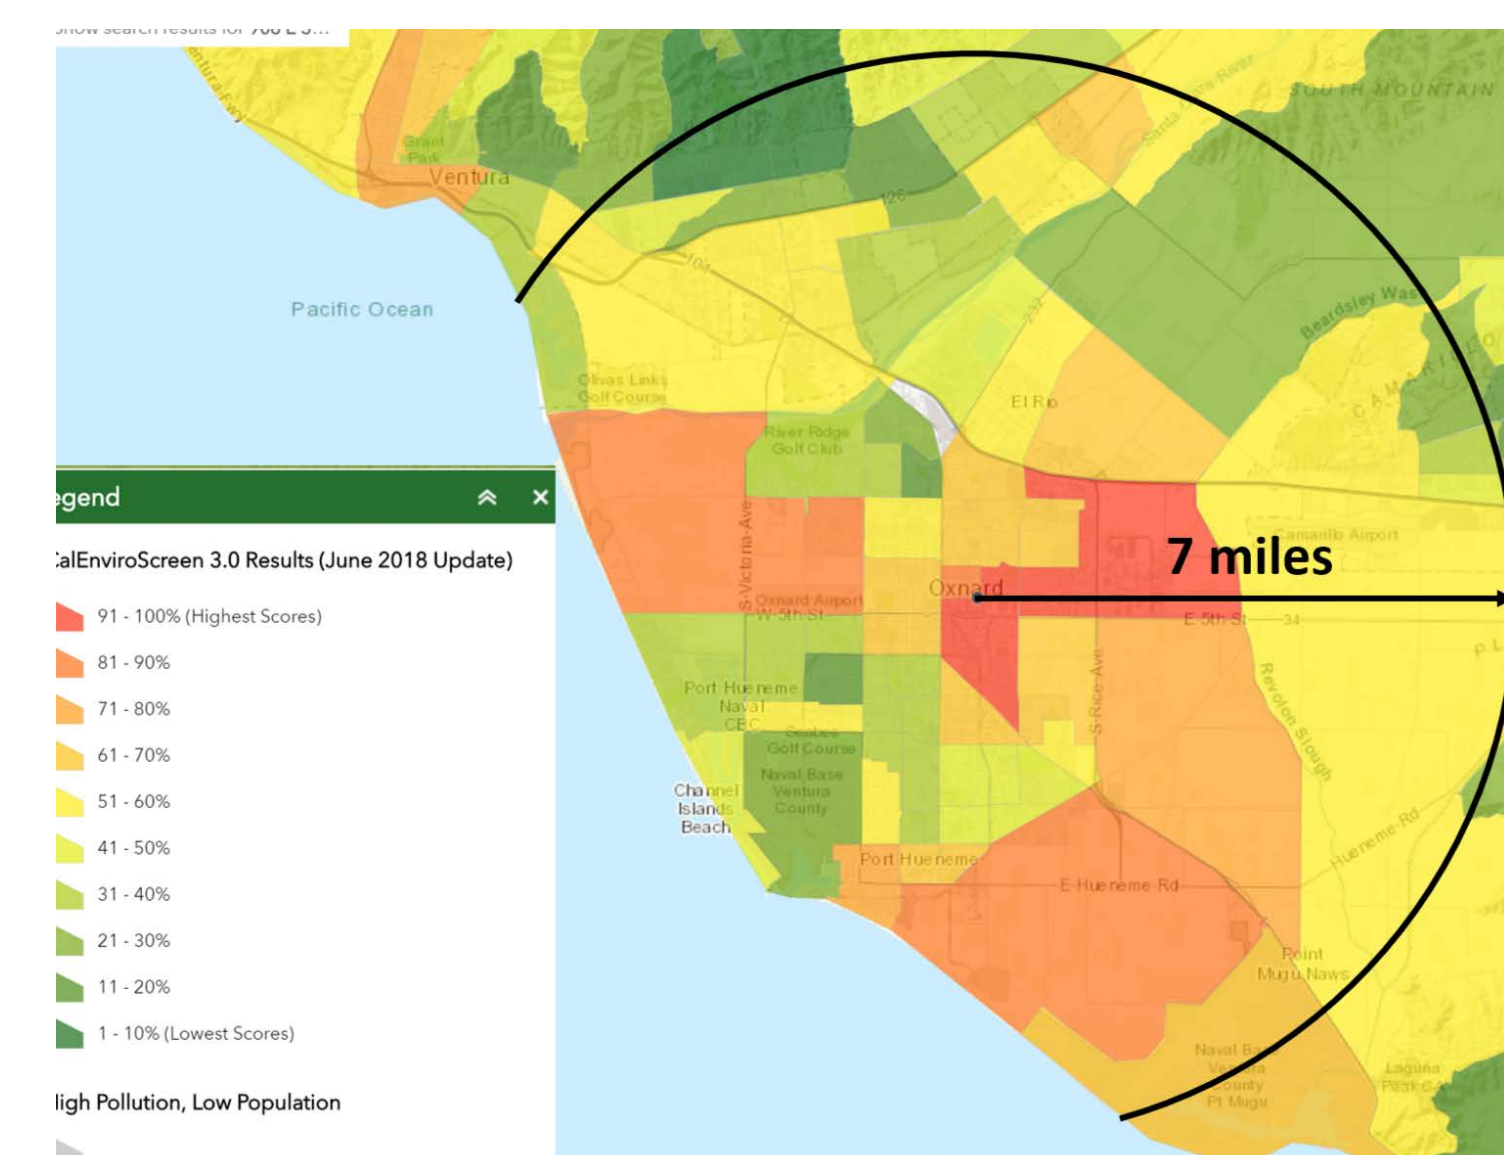 Ventura-Fwy
Grant
Park
Ventura
126
101
Santa Clara River
SOUTH MOUNTAIN
Pacific Ocean
232
Beardsley Was
Olivas Links
Golf Course
El Rio
River Ridge
Golf Club
egend
CalEnviroScreen 3.0 Results (June 2018 Update)
91 - 100% (Highest Scores)
81 - 90%
71 - 80%
61 - 70%
51 - 60%
41 - 50%
31 - 40%
21 - 30%
11 - 20%
1 - 10% (Lowest Scores)
High Pollution, Low Population
S-Victoria-Ave
Camarillo Airport
7 miles
Oxnard
Oxnard Airport
W-5th-St
E-5th-St
34
P L
Port Hueneme
Naval
CBC
Seabee
Golf Course
S-Rice-Ave
Revolon Slough
Naval Base
Ventura
County
Channel
Islands
Beach
Hueneme-Rd
Port Hueneme
E-Hueneme-Rd
Point
Mugu Naws
Naval Base
Ventura
County
Pt Mugu
Laguna
Peak CA